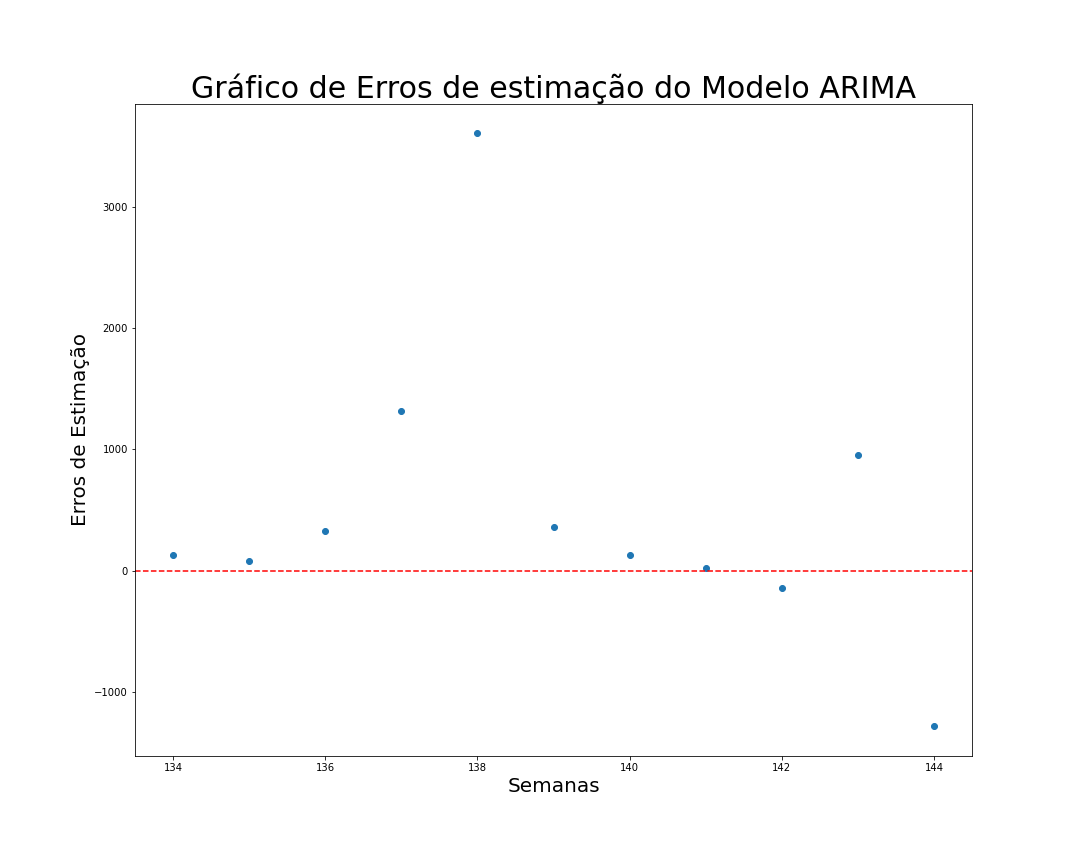 Gráfico de Erros de estimação do Modelo ARIMA
Erros de Estimação
3000
2000
1000
0
−1000
134 136 138 140 142 144
Semanas